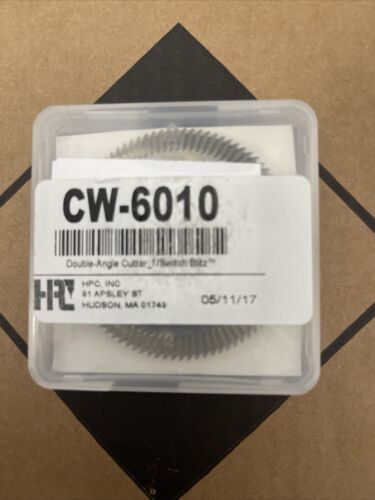 CW-6010
Double-Angle Cutter_f/Switch Blitz™
HPC
HPC, INC
81 APSLEY ST
HUDSON, MA 01749
05/11/17